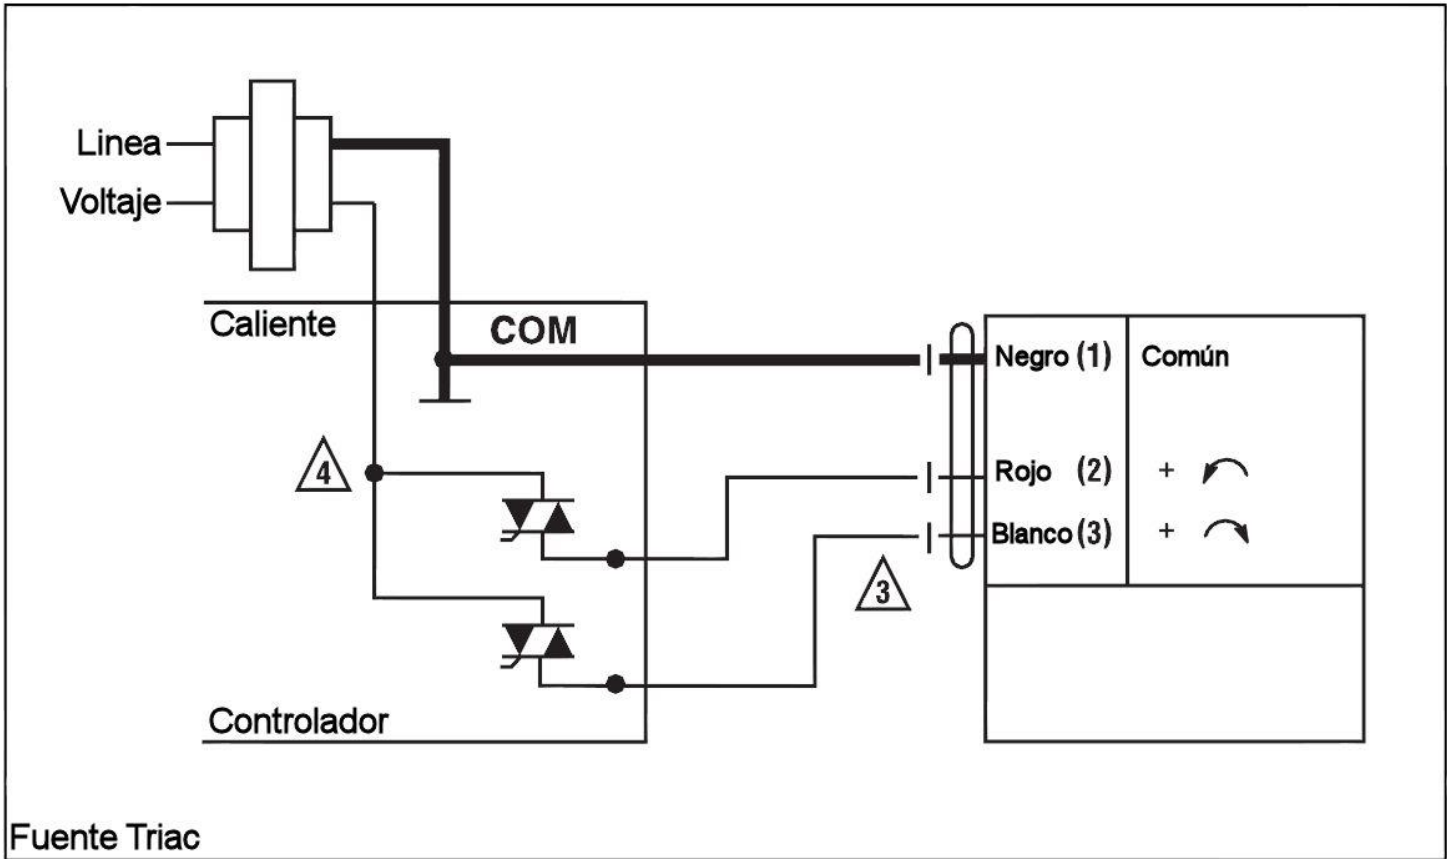 Linea
Voltaje
Caliente
COM
Negro (1) Común
4
Rojo (2) +
Blanco (3) +
3
Controlador
Fuente Triac